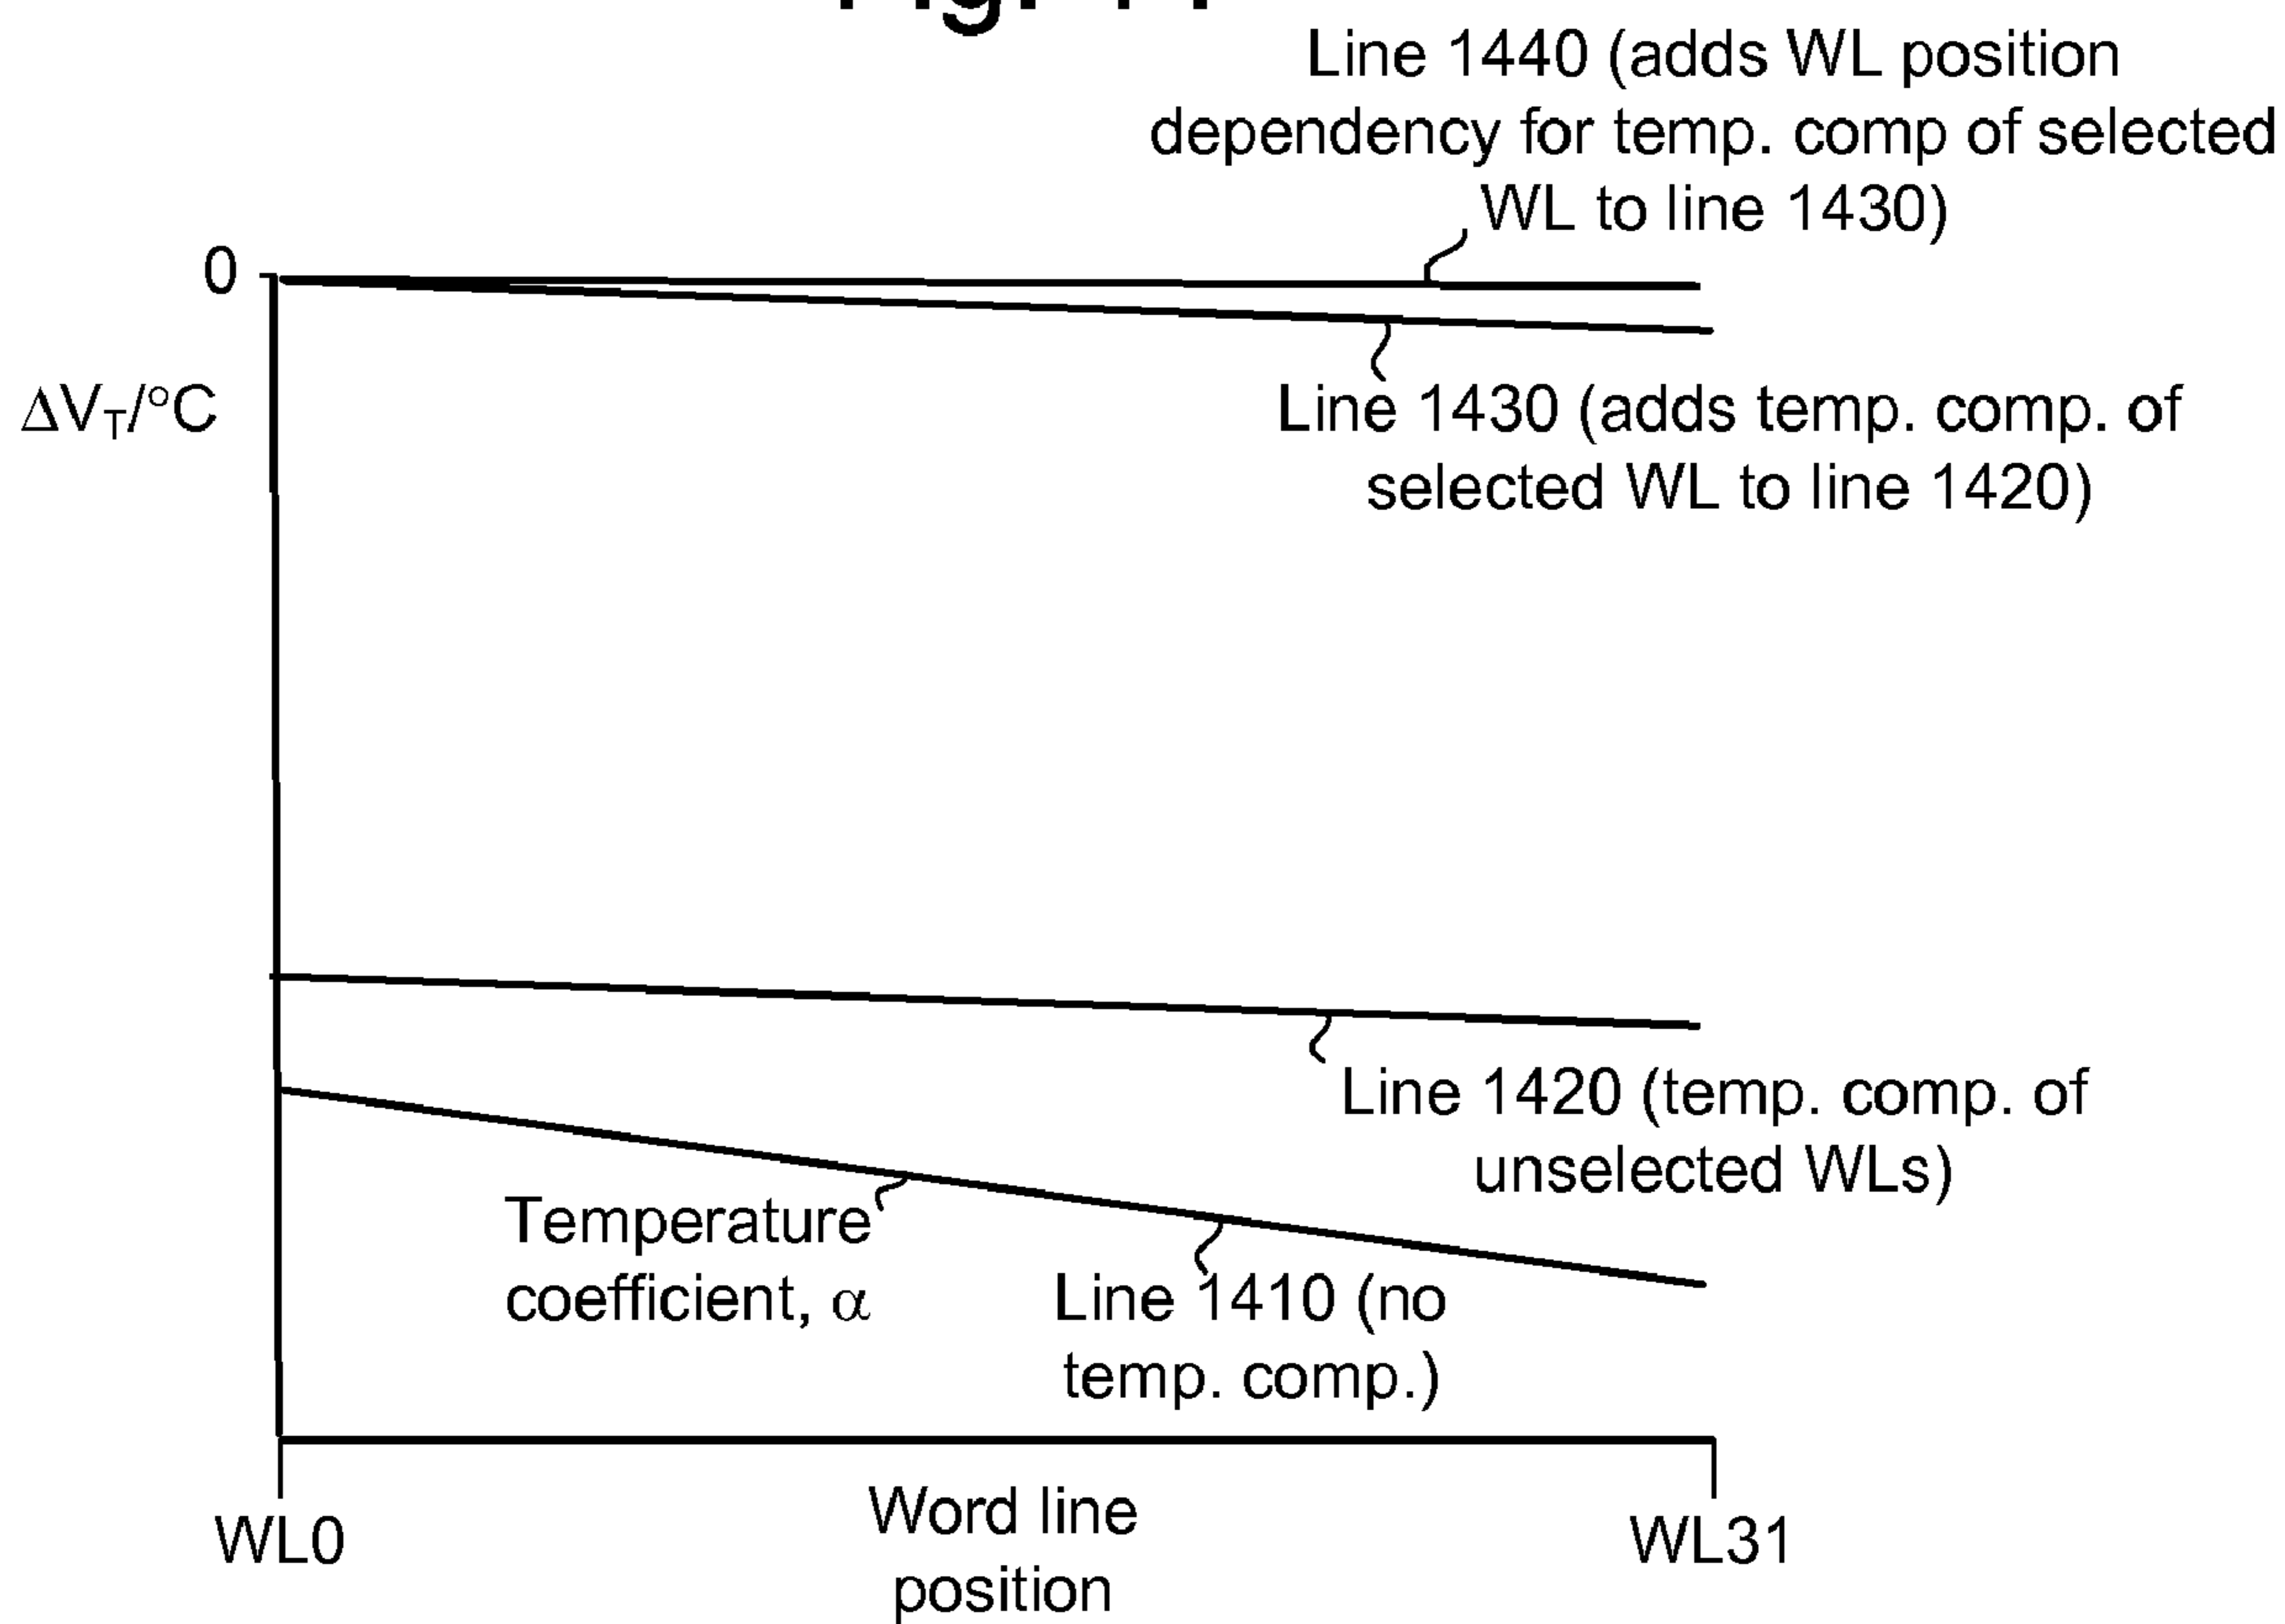 Line 1440 (adds WL position
dependency for temp. comp of selected
WL to line 1430)
0
ΔVT/°C
Line 1430 (adds temp. comp. of
selected WL to line 1420)
Line 1420 (temp. comp. of
unselected WLs)
Temperature
coefficient, α
Line 1410 (no
temp. comp.)
WL0
Word line
position
WL31